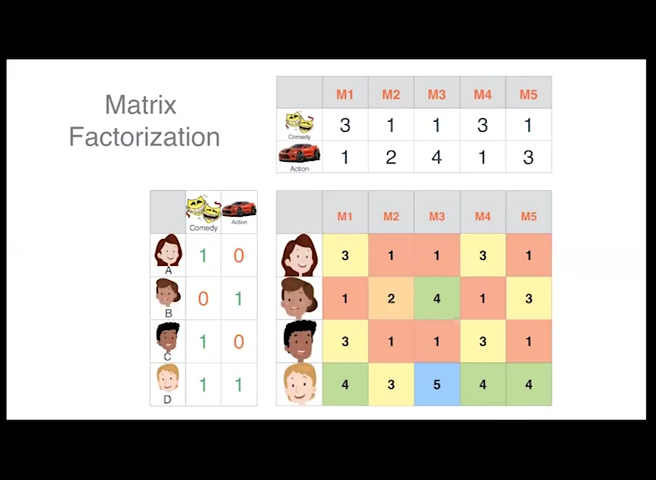 Matrix
Factorization
M1 M2 M3 M4 M5
Comedy 3 1 1 3 1
Action 1 2 4 1 3
Comedy Action
A 1 0
B 0 1
C 1 0
D 1 1
M1 M2 M3 M4 M5
3 1 1 3 1
1 2 4 1 3
3 1 1 3 1
4 3 5 4 4